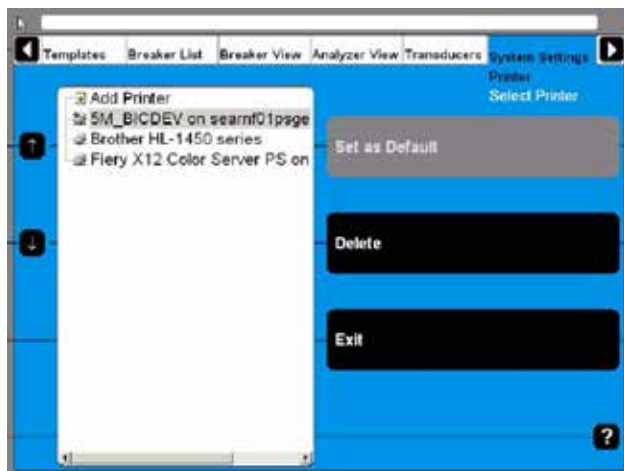 Templates Breaker List Breaker View Analyzer View Transducers System Settings
Printer
Select Printer
Add Printer
5M_BICDEV on searnf01psge
Brother HL-1450 series
Fiery X12 Color Server PS on
Set as Default
Delete
Exit
?